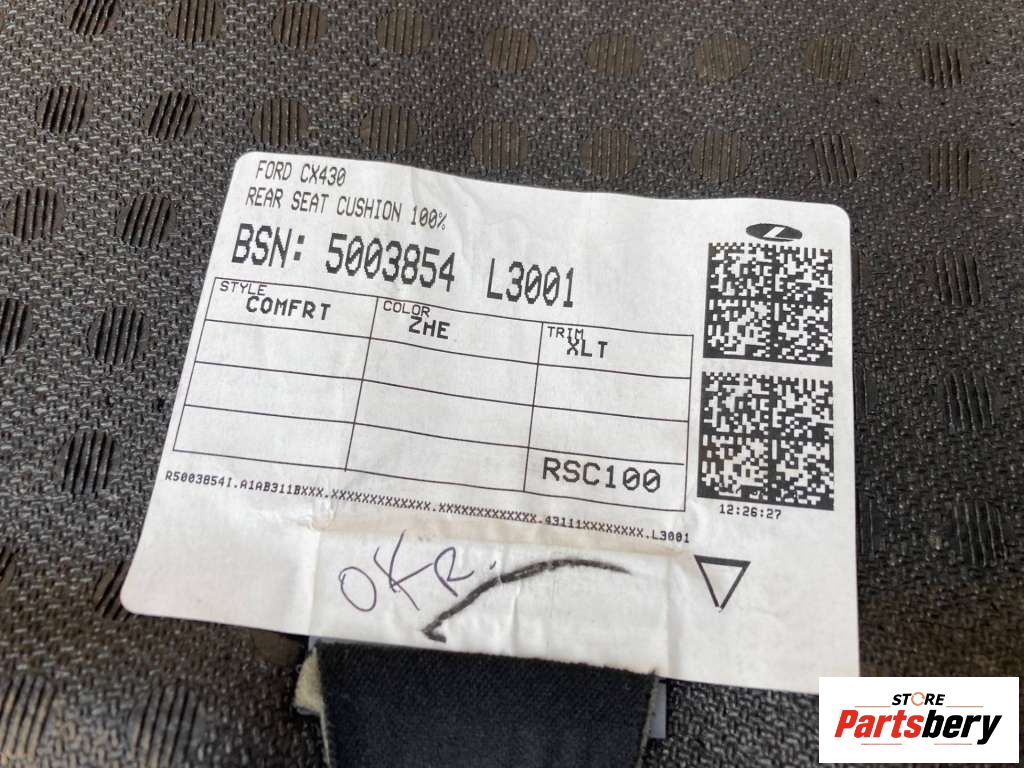 FORD CX430
REAR SEAT CUSHION 100%
BSN: 5003854 L3001
STYLE COLOR TRIM
COMFRT ZHE XLT
RSC100
R5003854I.A1AB311BXXX.XXXXXXXXXXXXX.XXXXXXXXXXXXX.43111XXXXXXXX.L3001
12:26:27
OK R.
STORE
Partsbery